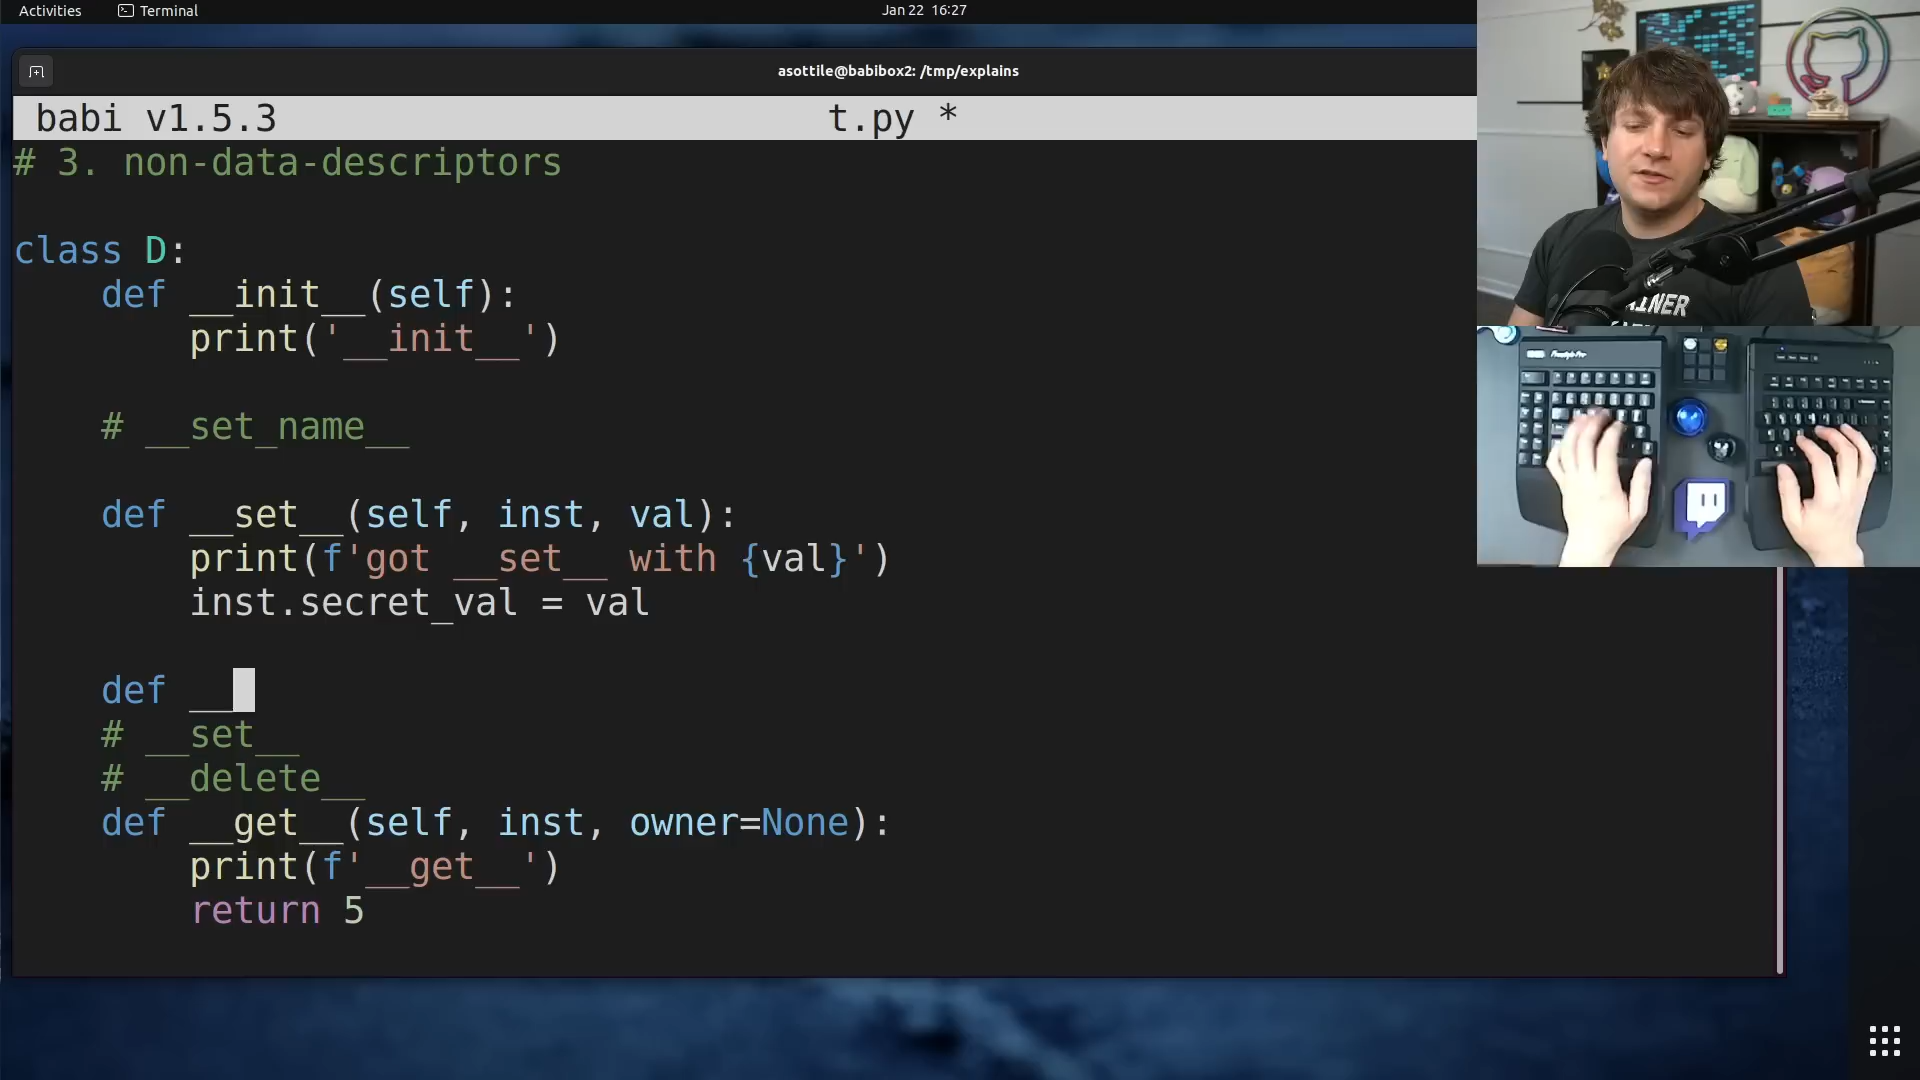 Activities
Terminal
Jan 22 16:27
asottile@babibox2: /tmp/explains
babi v1.5.3
t.py *
# 3. non-data-descriptors
class D:
def __init__(self):
print('__init__')
# __set_name__
def __set__(self, inst, val):
print(f'got __set__ with {val}')
inst.secret_val = val
def __
# __set__
# __delete__
def __get__(self, inst, owner=None):
print(f'__get__')
return 5